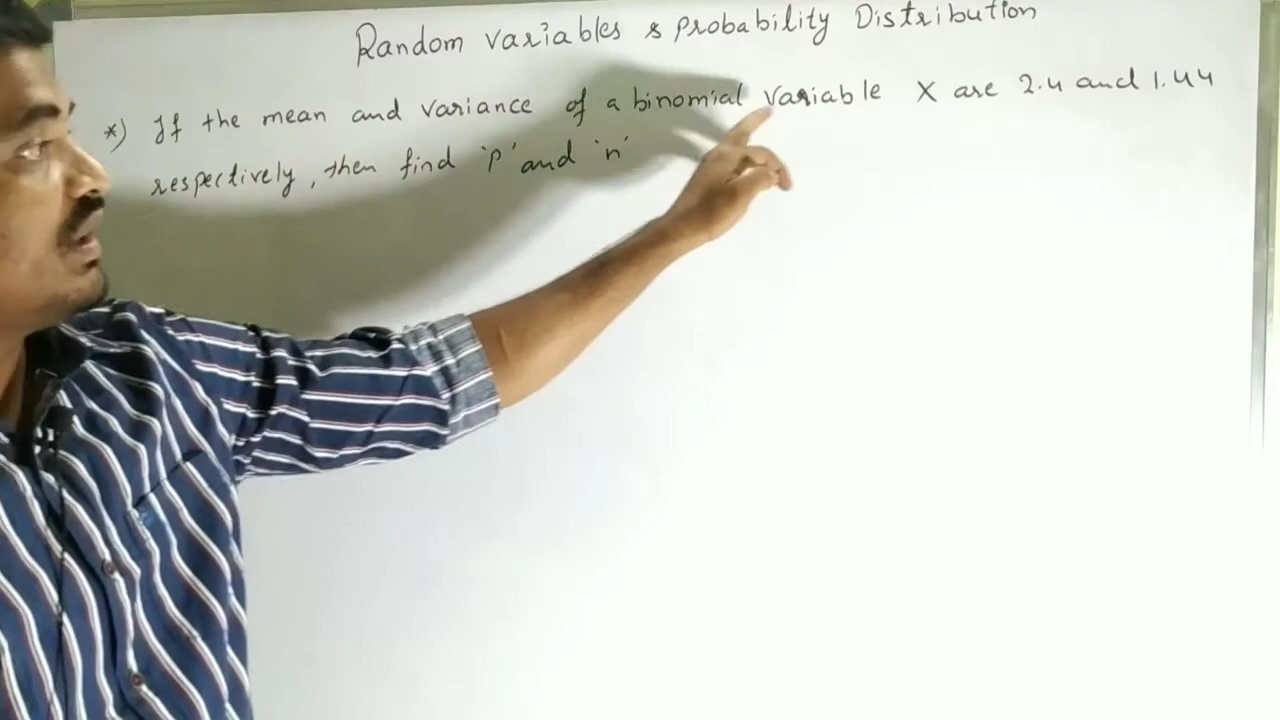 Random variables & probability Distribution
*) If the mean and variance of a binomial variable X are 2.4 and 1.44
respectively, then find 'p' and 'n'